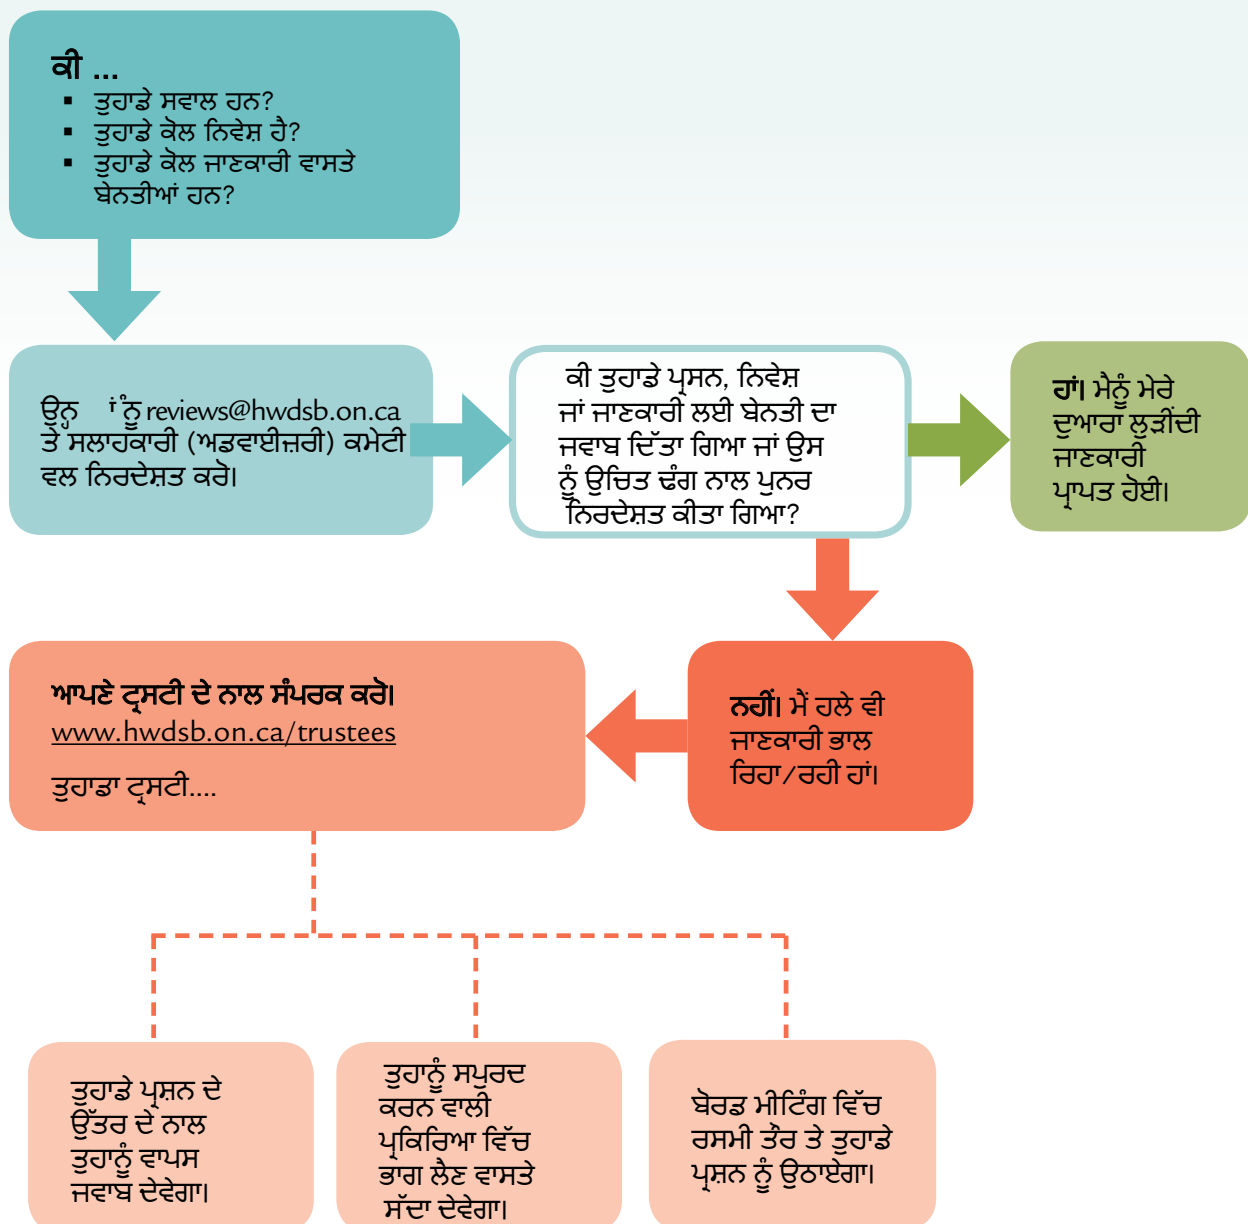 ਕੀ ...
▪ ਤੁਹਾਡੇ ਸਵਾਲ ਹਨ?
▪ ਤੁਹਾਡੇ ਕੋਲ ਨਿਵੇਸ਼ ਹੈ?
▪ ਤੁਹਾਡੇ ਕੋਲ ਜਾਣਕਾਰੀ ਵਾਸਤੇ
ਬੇਨਤੀਆਂ ਹਨ?
ਉਨ੍ਹਾਂ ਨੂੰ reviews@hwdsb.on.ca
ਤੇ ਸਲਾਹਕਾਰੀ (ਅਡਵਾਈਜ਼ਰੀ) ਕਮੇਟੀ
ਵਲ ਨਿਰਦੇਸ਼ਤ ਕਰੋ।
ਕੀ ਤੁਹਾਡੇ ਪ੍ਰਸਨ, ਨਿਵੇਸ਼
ਜਾਂ ਜਾਣਕਾਰੀ ਲਈ ਬੇਨਤੀ ਦਾ
ਜਵਾਬ ਦਿੱਤਾ ਗਿਆ ਜਾਂ ਉਸ
ਨੂੰ ਉਚਿਤ ਢੰਗ ਨਾਲ ਪੁਨਰ
ਨਿਰਦੇਸ਼ਤ ਕੀਤਾ ਗਿਆ?
ਹਾਂ। ਮੈਨੂੰ ਮੇਰੇ
ਦੁਆਰਾ ਲੁੜੀਂਦੀ
ਜਾਣਕਾਰੀ
ਪ੍ਰਾਪਤ ਹੋਈ।
ਨਹੀਂ। ਮੈਂ ਹਲੇ ਵੀ
ਜਾਣਕਾਰੀ ਭਾਲ
ਰਿਹਾ/ਰਹੀ ਹਾਂ।
ਆਪਣੇ ਟ੍ਰਸਟੀ ਦੇ ਨਾਲ ਸੰਪਰਕ ਕਰੋ।
www.hwdsb.on.ca/trustees
ਤੁਹਾਡਾ ਟ੍ਰਸਟੀ....
ਤੁਹਾਡੇ ਪ੍ਰਸ਼ਨ ਦੇ
ਉੱਤਰ ਦੇ ਨਾਲ
ਤੁਹਾਨੂੰ ਵਾਪਸ
ਜਵਾਬ ਦੇਵੇਗਾ।
ਤੁਹਾਨੂੰ ਸਪੁਰਦ
ਕਰਨ ਵਾਲੀ
ਪ੍ਰਕਿਰਿਆ ਵਿੱਚ
ਭਾਗ ਲੈਣ ਵਾਸਤੇ
ਸੱਦਾ ਦੇਵੇਗਾ।
ਬੋਰਡ ਮੀਟਿੰਗ ਵਿੱਚ
ਰਸਮੀ ਤੌਰ ਤੇ ਤੁਹਾਡੇ
ਪ੍ਰਸ਼ਨ ਨੂੰ ਉਠਾਏਗਾ।